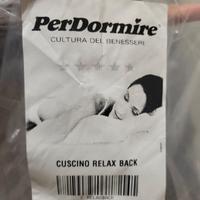 PerDormire
CULTURA DEL BENESSERE
CUSCINO RELAX BACK